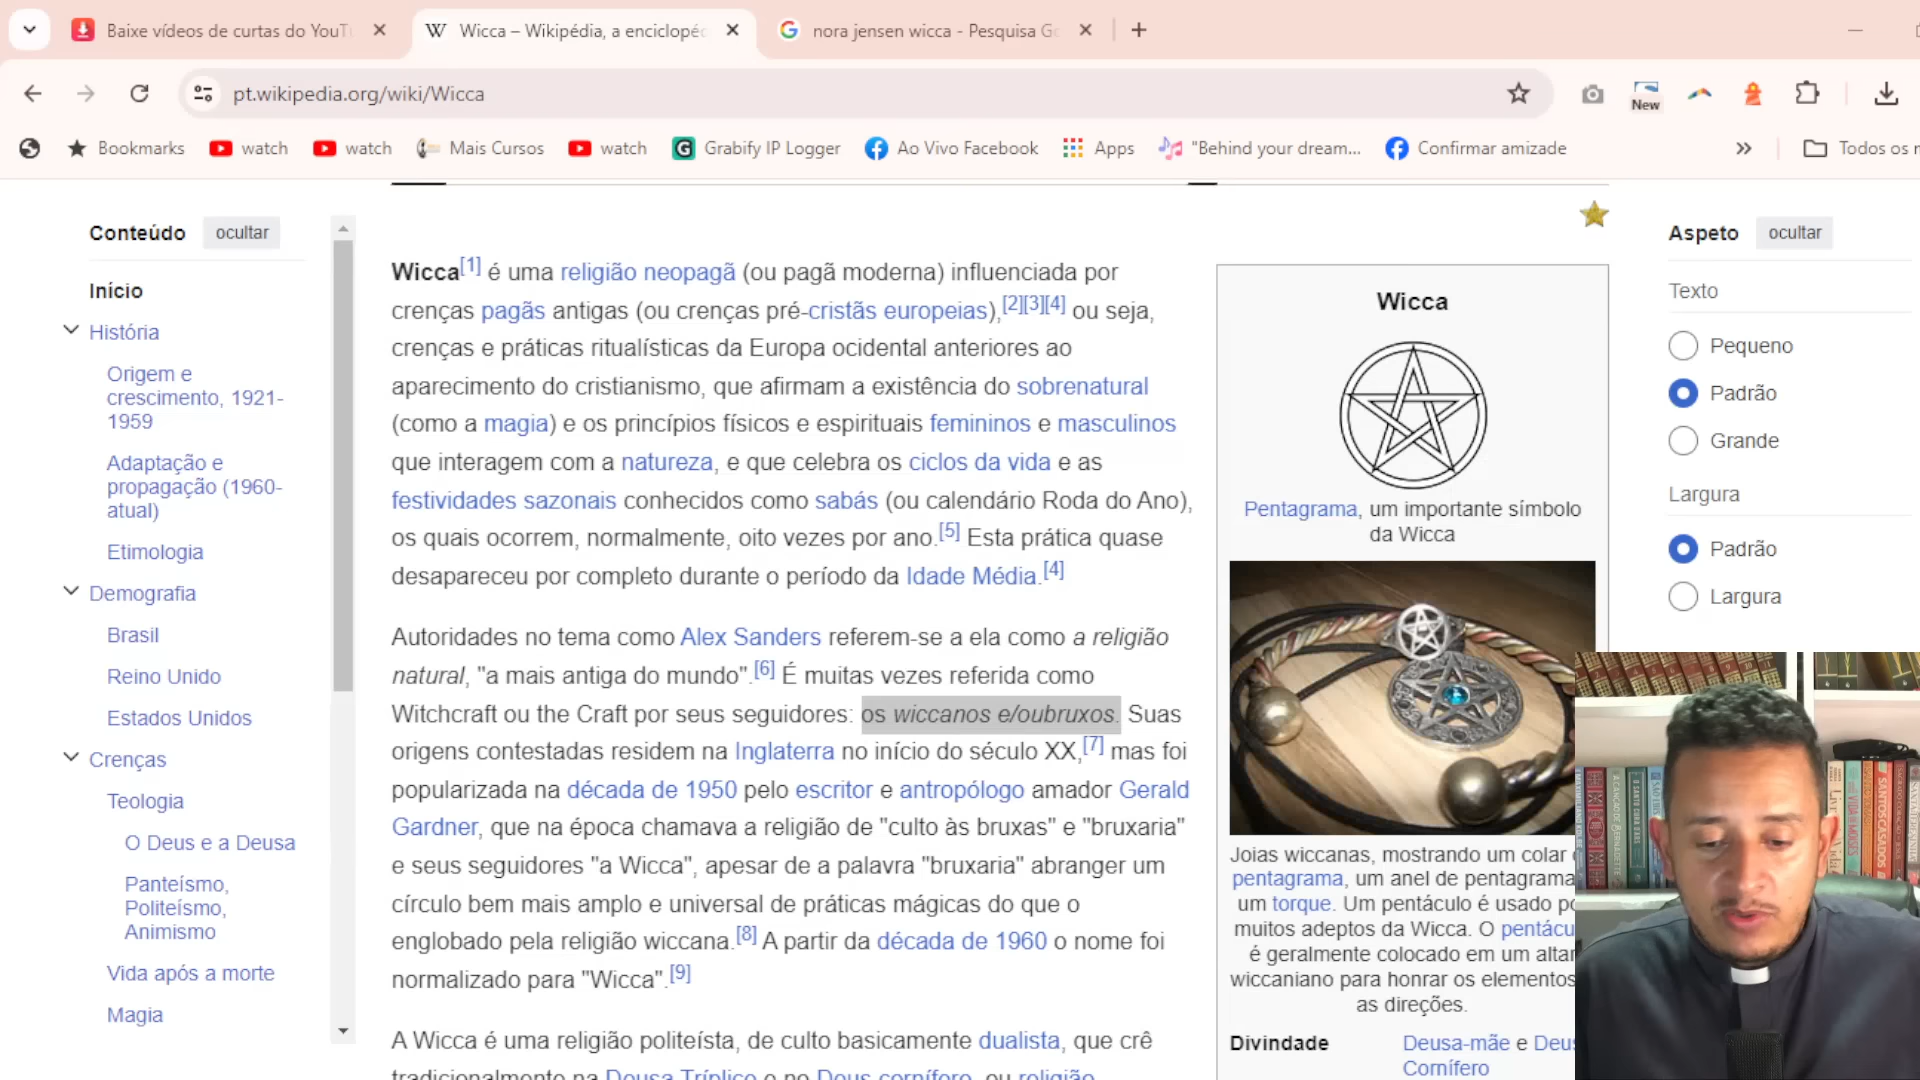 Baixe vídeos de curtas do YouT
Wicca – Wikipédia, a enciclopéd
nora jensen wicca - Pesquisa Go
pt.wikipedia.org/wiki/Wicca
New
Bookmarks
watch
watch
Mais Cursos
watch
Grabify IP Logger
Ao Vivo Facebook
Apps
"Behind your dream...
Confirmar amizade
Todos os
Conteúdo
ocultar
Início
História
Origem e
crescimento, 1921-
1959
Adaptação e
propagação (1960-
atual)
Etimologia
Demografia
Brasil
Reino Unido
Estados Unidos
Crenças
Teologia
O Deus e a Deusa
Panteísmo,
Politeísmo,
Animismo
Vida após a morte
Magia
Wicca[1] é uma religião neopagã (ou pagã moderna) influenciada por
crenças pagãs antigas (ou crenças pré-cristãs europeias),[2][3][4] ou seja,
crenças e práticas ritualísticas da Europa ocidental anteriores ao
aparecimento do cristianismo, que afirmam a existência do sobrenatural
(como a magia) e os princípios físicos e espirituais femininos e masculinos
que interagem com a natureza, e que celebra os ciclos da vida e as
festividades sazonais conhecidos como sabás (ou calendário Roda do Ano),
os quais ocorrem, normalmente, oito vezes por ano.[5] Esta prática quase
desapareceu por completo durante o período da Idade Média.[4]
Autoridades no tema como Alex Sanders referem-se a ela como a religião
natural, "a mais antiga do mundo".[6] É muitas vezes referida como
Witchcraft ou the Craft por seus seguidores: os wiccanos e/oubruxos. Suas
origens contestadas residem na Inglaterra no início do século XX,[7] mas foi
popularizada na década de 1950 pelo escritor e antropólogo amador Gerald
Gardner, que na época chamava a religião de "culto às bruxas" e "bruxaria"
e seus seguidores "a Wicca", apesar de a palavra "bruxaria" abranger um
círculo bem mais amplo e universal de práticas mágicas do que o
englobado pela religião wiccana.[8] A partir da década de 1960 o nome foi
normalizado para "Wicca".[9]
A Wicca é uma religião politeísta, de culto basicamente dualista, que crê
tradicionalmente na Deusa Tríplice e no Deus cornífero, ou religião
Wicca
Pentagrama, um importante símbolo
da Wicca
Joias wiccanas, mostrando um colar
pentagrama, um anel de pentagrama
um torque. Um pentáculo é usado po
muitos adeptos da Wicca. O pentácu
é geralmente colocado em um altar
wiccaniano para honrar os elementos
as direções.
Divindade
Deusa-mãe e Deus
Cornífero
Aspeto
ocultar
Texto
Pequeno
Padrão
Grande
Largura
Padrão
Largura